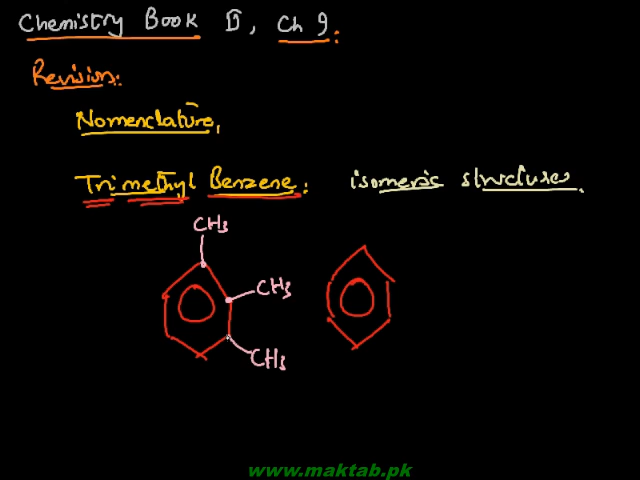 Chemistry Book II, Ch 9:
Revision:
Nomenclature,
Trimethyl Benzene: isomeric structures.
CH3
CH3
CH3
www.maktab.pk